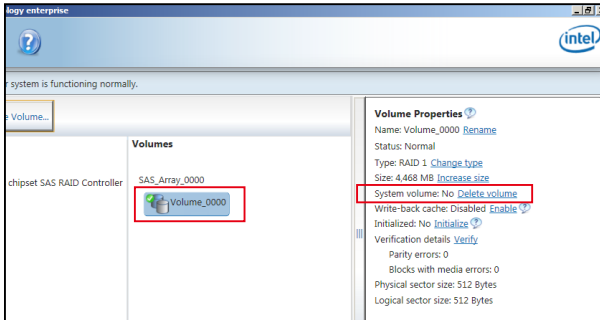 logy enterprise
?
intel
r system is functioning normally.
e Volume...
Volumes
chipset SAS RAID Controller
SAS_Array_0000
Volume_0000
Volume Properties ?
Name: Volume_0000 Rename
Status: Normal
Type: RAID 1 Change type
Size: 4,468 MB Increase size
System volume: No Delete volume
Write-back cache: Disabled Enable ?
Initialized: No Initialize ?
Verification details Verify
Parity errors: 0
Blocks with media errors: 0
Physical sector size: 512 Bytes
Logical sector size: 512 Bytes